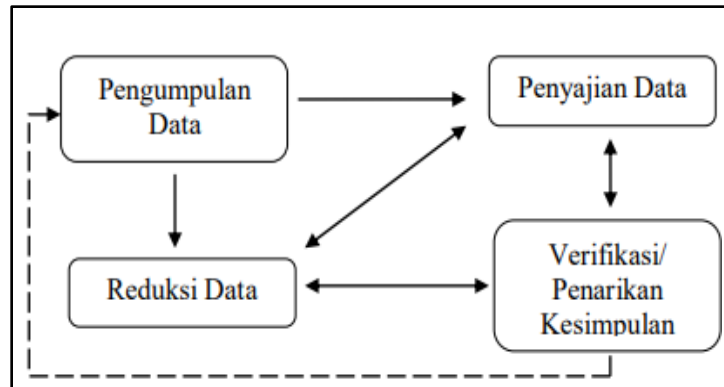 Pengumpulan
Data
Penyajian Data
Reduksi Data
Verifikasi/
Penarikan
Kesimpulan